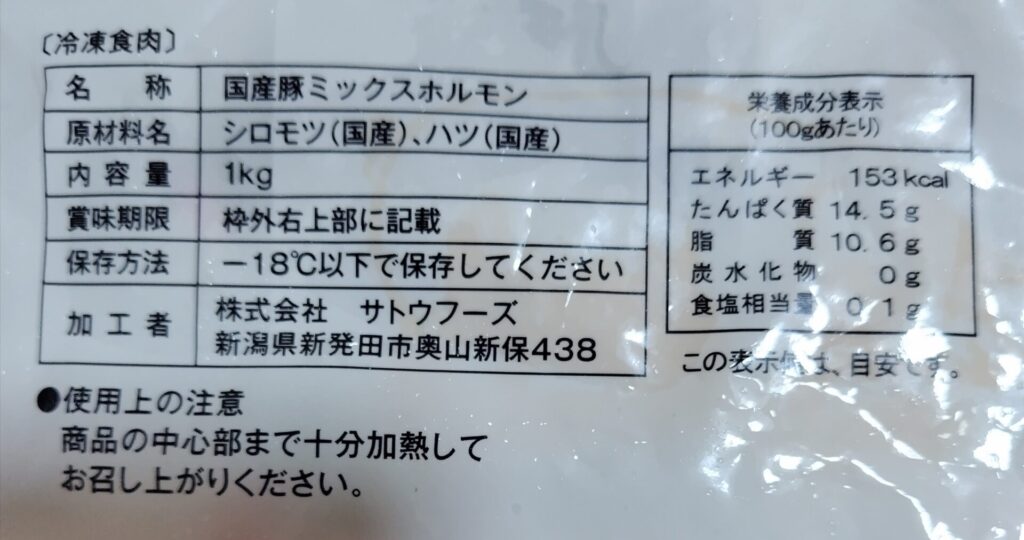 〔冷凍食肉〕
名称 国産豚ミックスホルモン
原材料名 シロモツ(国産)、ハツ(国産)
内容量 1kg
賞味期限 枠外右上部に記載
保存方法 −18℃以下で保存してください
加工者 株式会社 サトウフーズ
新潟県新発田市奥山新保438
●使用上の注意
商品の中心部まで十分加熱して
お召し上がりください。
栄養成分表示
(100gあたり)
エネルギー 153kcal
たんぱく質 14.5g
脂質 10.6g
炭水化物 0g
食塩相当量 0.1g
この表示値は、目安です。